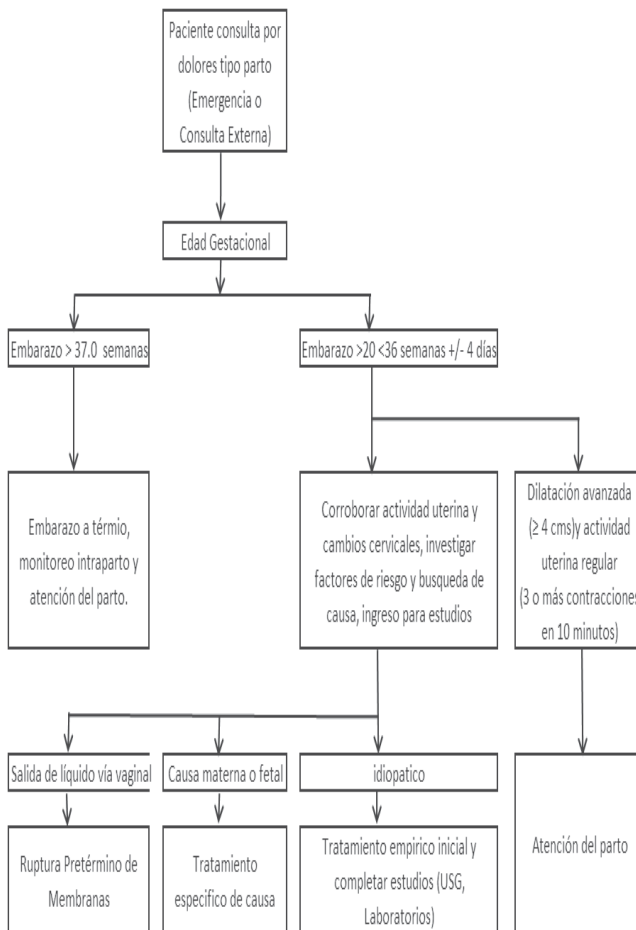 Paciente consulta por
dolores tipo parto
(Emergencia o
Consulta Externa)
Edad Gestacional
Embarazo > 37.0 semanas
Embarazo >20 <36 semanas +/- 4 días
Embarazo a térmio,
monitoreo intraparto y
atención del parto.
Corroborar actividad uterina y
cambios cervicales, investigar
factores de riesgo y busqueda de
causa, ingreso para estudios
Dilatación avanzada
(≥ 4 cms)y actividad
uterina regular
(3 o más contracciones
en 10 minutos)
Salida de líquido vía vaginal
Causa materna o fetal
idiopatico
Ruptura Pretérmino de
Membranas
Tratamiento
especifico de causa
Tratamiento empirico inicial y
completar estudios (USG,
Laboratorios)
Atención del parto